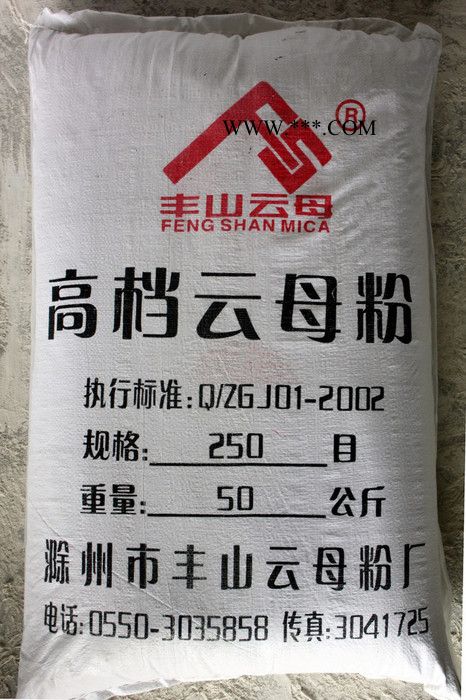 ®
WWW.***.COM
丰山云母
FENG SHAN MICA
高档云母粉
执行标准:Q/ZGJ01-2002
规格: 250 目
重量: 50 公斤
滁州市丰山云母粉厂
电话:0550-3035858 传真:3041725